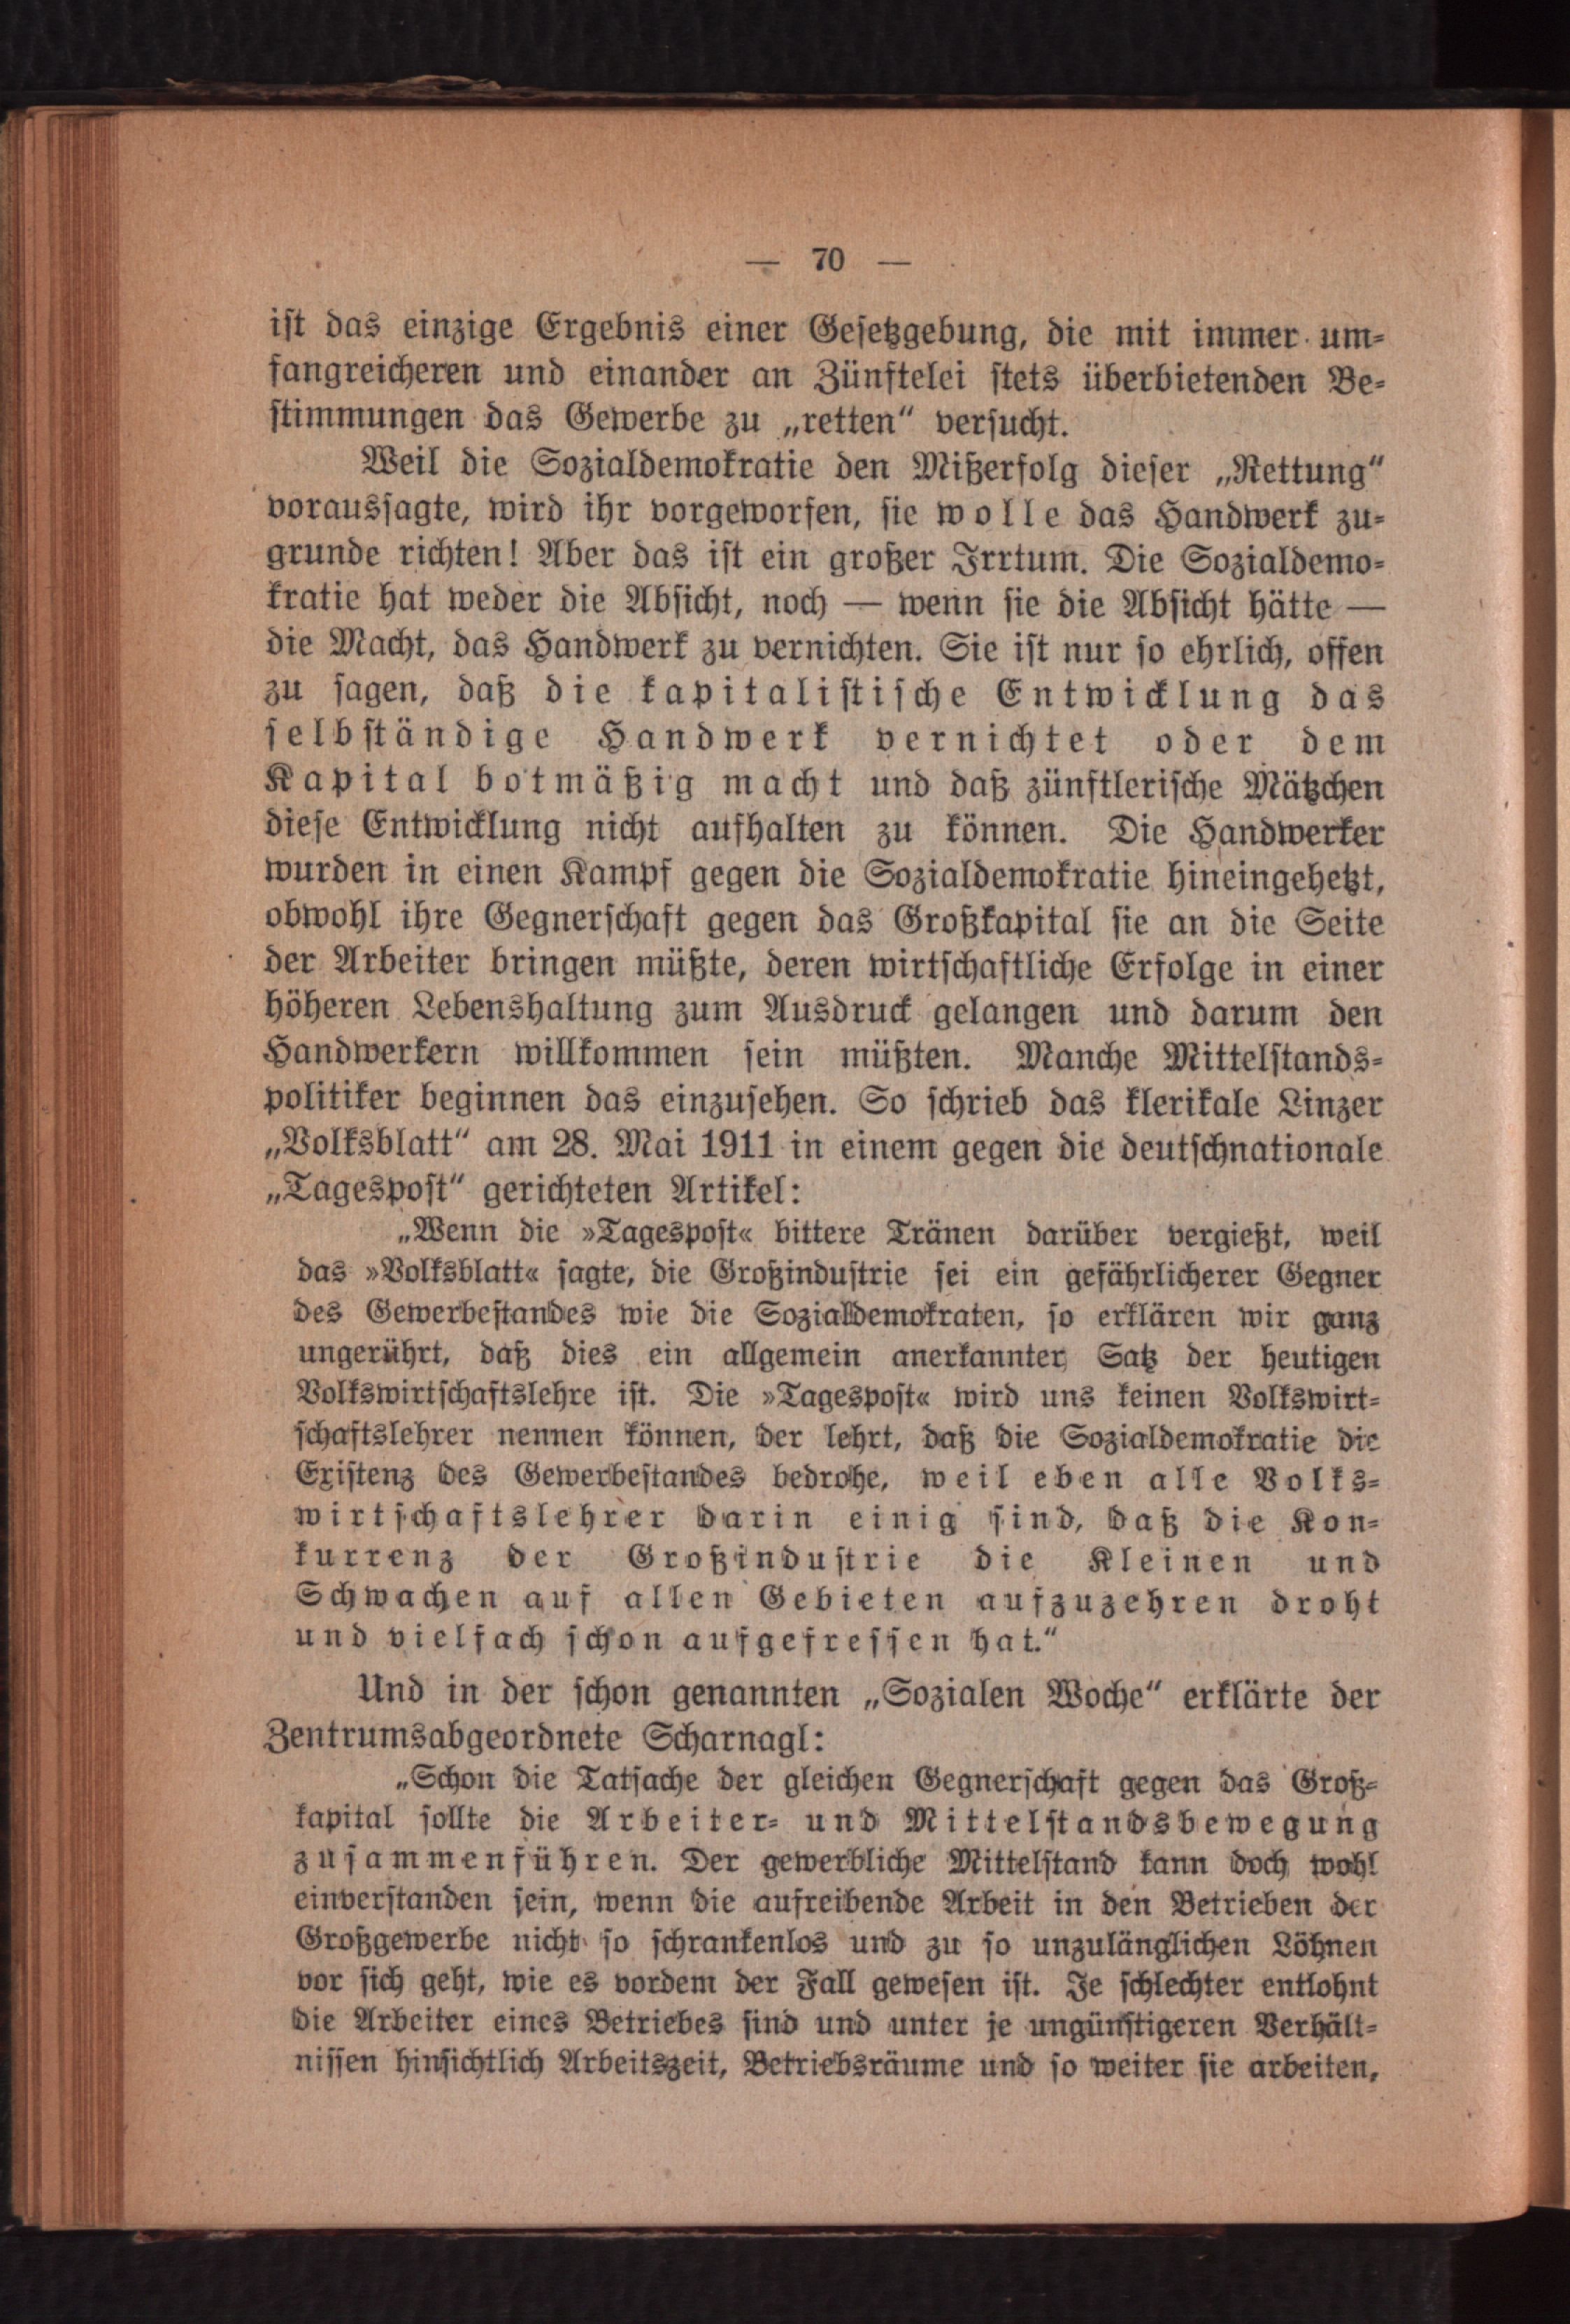 — 70 —
ist das einzige Ergebnis einer Gesetzgebung, die mit immer um-
fangreicheren und einander an Zünftelei stets überbietenden Be-
stimmungen das Gewerbe zu „retten“ versucht.
Weil die Sozialdemokratie den Mißerfolg dieser „Rettung“
voraussagte, wird ihr vorgeworfen, sie wolle das Handwerk zu-
grunde richten! Aber das ist ein großer Irrtum. Die Sozialdemo-
kratie hat weder die Absicht, noch — wenn sie die Absicht hätte —
die Macht, das Handwerk zu vernichten. Sie ist nur so ehrlich, offen
zu sagen, daß die kapitalistische Entwicklung das
selbständige Handwerk vernichtet oder dem
Kapital botmäßig macht und daß zünftlerische Mätzchen
diese Entwicklung nicht aufhalten zu können. Die Handwerker
wurden in einen Kampf gegen die Sozialdemokratie hineingehetzt,
obwohl ihre Gegnerschaft gegen das Großkapital sie an die Seite
der Arbeiter bringen müßte, deren wirtschaftliche Erfolge in einer
höheren Lebenshaltung zum Ausdruck gelangen und darum den
Handwerkern willkommen sein müßten. Manche Mittelstands-
politiker beginnen das einzusehen. So schrieb das klerikale Linzer
„Volksblatt“ am 28. Mai 1911 in einem gegen die deutschnationale
„Tagespost“ gerichteten Artikel:
„Wenn die »Tagespost« bittere Tränen darüber vergießt, weil
das »Volksblatt« sagte, die Großindustrie sei ein gefährlicherer Gegner
des Gewerbestandes wie die Sozialdemokraten, so erklären wir ganz
ungerührt, daß dies ein allgemein anerkannter Satz der heutigen
Volkswirtschaftslehre ist. Die »Tagespost« wird uns keinen Volkswirt-
schaftslehrer nennen können, der lehrt, daß die Sozialdemokratie die
Existenz des Gewerbestandes bedrohe, weil eben alle Volks-
wirtschaftslehrer darin einig sind, daß die Kon-
kurrenz der Großindustrie die Kleinen und
Schwachen auf allen Gebieten aufzuzehren droht
und vielfach schon aufgefressen hat.“
Und in der schon genannten „Sozialen Woche“ erklärte der
Zentrumsabgeordnete Scharnagl:
„Schon die Tatsache der gleichen Gegnerschaft gegen das Groß-
kapital sollte die Arbeiter- und Mittelstandsbewegung
zusammenführen. Der gewerbliche Mittelstand kann doch wohl
einverstanden sein, wenn die aufreibende Arbeit in den Betrieben der
Großgewerbe nicht so schrankenlos und zu so unzulänglichen Löhnen
vor sich geht, wie es vordem der Fall gewesen ist. Je schlechter entlohnt
die Arbeiter eines Betriebes sind und unter je ungünstigeren Verhält-
nissen hinsichtlich Arbeitszeit, Betriebsräume und so weiter sie arbeiten,